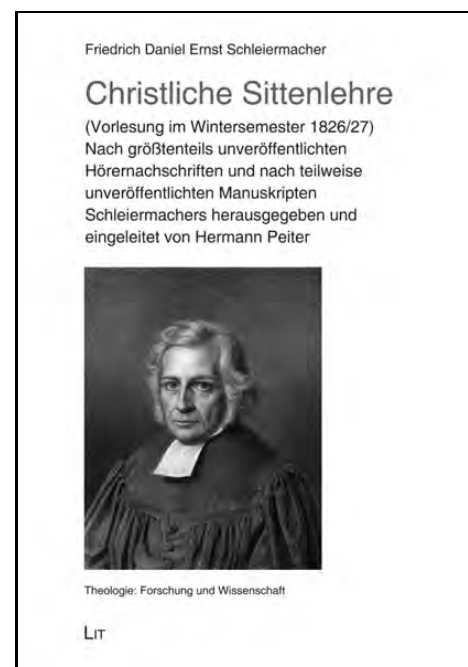 Friedrich Daniel Ernst Schleiermacher
Christliche Sittenlehre
(Vorlesung im Wintersemester 1826/27)
Nach größtenteils unveröffentlichten
Hörernachschriften und nach teilweise
unveröffentlichten Manuskripten
Schleiermachers herausgegeben und
eingeleitet von Hermann Peiter
Theologie: Forschung und Wissenschaft
LIT